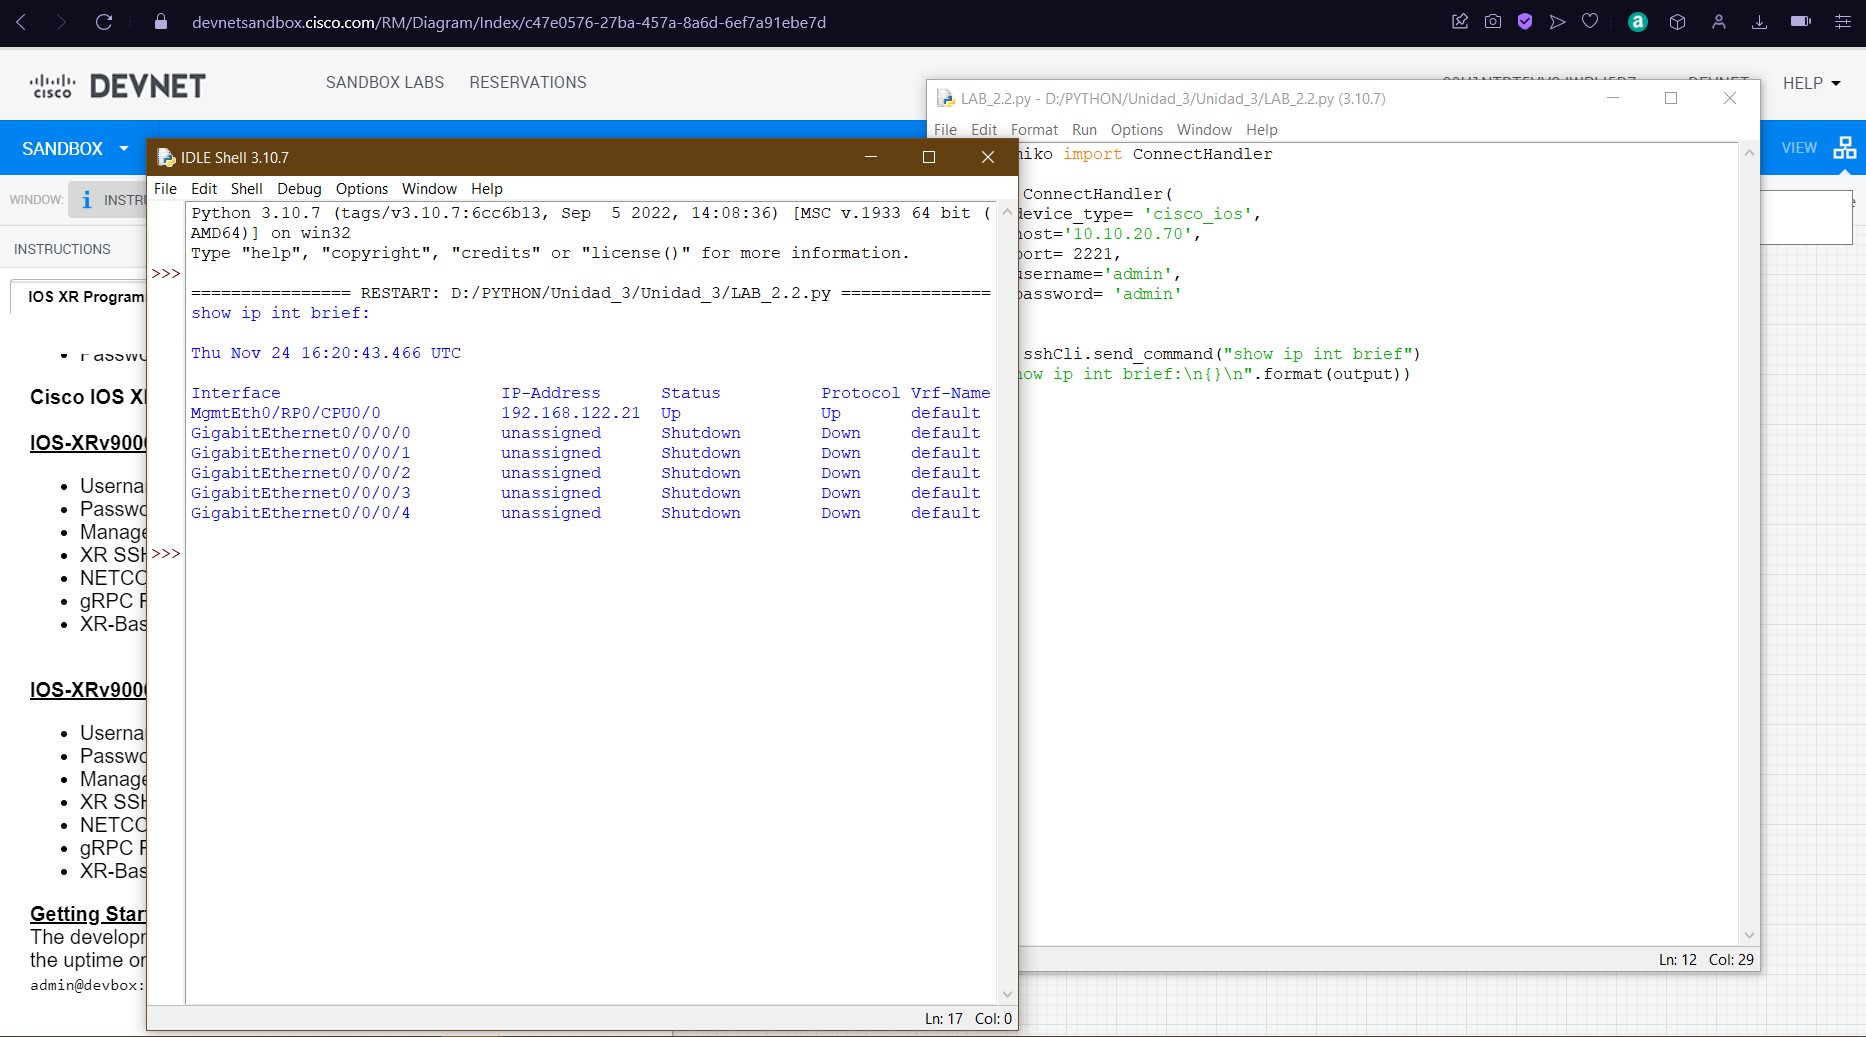 devnetsandbox.cisco.com/RM/Diagram/Index/c47e0576-27ba-457a-8a6d-6ef7a91ebe7d
cisco DEVNET
SANDBOX LABS RESERVATIONS
HELP
SANDBOX
VIEW
WINDOW: INSTRU
INSTRUCTIONS
IOS XR Program
Passwo
Cisco IOS XR
IOS-XRv9000
Userna
Passwo
Manage
XR SSH
NETCO
gRPC P
XR-Bas
IOS-XRv9000
Userna
Passwo
Manage
XR SSH
NETCO
gRPC P
XR-Bas
Getting Star
The developm
the uptime or
admin@devbox:
IDLE Shell 3.10.7
File Edit Shell Debug Options Window Help
Python 3.10.7 (tags/v3.10.7:6cc6b13, Sep  5 2022, 14:08:36) [MSC v.1933 64 bit (
AMD64)] on win32
Type "help", "copyright", "credits" or "license()" for more information.
>>>
================ RESTART: D:/PYTHON/Unidad_3/Unidad_3/LAB_2.2.py ===============
show ip int brief:
Thu Nov 24 16:20:43.466 UTC
Interface IP-Address Status Protocol Vrf-Name
MgmtEth0/RP0/CPU0/0 192.168.122.21 Up Up default
GigabitEthernet0/0/0/0 unassigned Shutdown Down default
GigabitEthernet0/0/0/1 unassigned Shutdown Down default
GigabitEthernet0/0/0/2 unassigned Shutdown Down default
GigabitEthernet0/0/0/3 unassigned Shutdown Down default
GigabitEthernet0/0/0/4 unassigned Shutdown Down default
>>>
Ln: 17 Col: 0
LAB_2.2.py - D:/PYTHON/Unidad_3/Unidad_3/LAB_2.2.py (3.10.7)
File Edit Format Run Options Window Help
miko import ConnectHandler
ConnectHandler(
device_type= 'cisco_ios',
host='10.10.20.70',
port= 2221,
username='admin',
password= 'admin'
sshCli.send_command("show ip int brief")
how ip int brief:\n{}\n".format(output))
Ln: 12 Col: 29